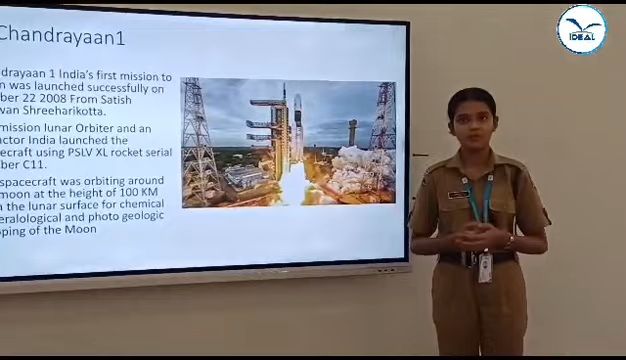 IDEAL
Chandrayaan1
drayaan 1 India's first mission to
n was launched successfully on
ber 22 2008 From Satish
wan Shreeharikotta.
mission lunar Orbiter and an
actor India launched the
ecraft using PSLV XL rocket serial
ber C11.
spacecraft was orbiting around
moon at the height of 100 KM
the lunar surface for chemical
eralological and photo geologic
ping of the Moon